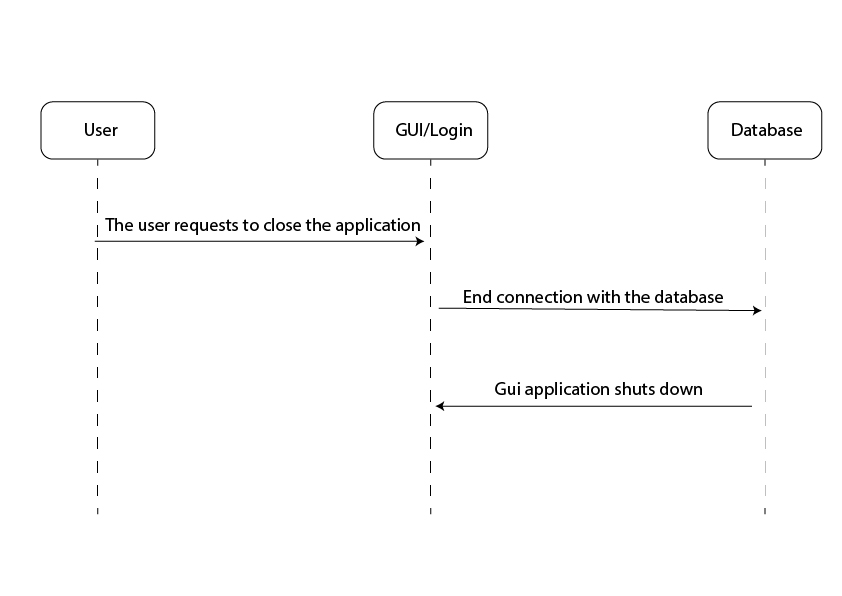 User
GUI/Login
Database
The user requests to close the application
End connection with the database
Gui application shuts down